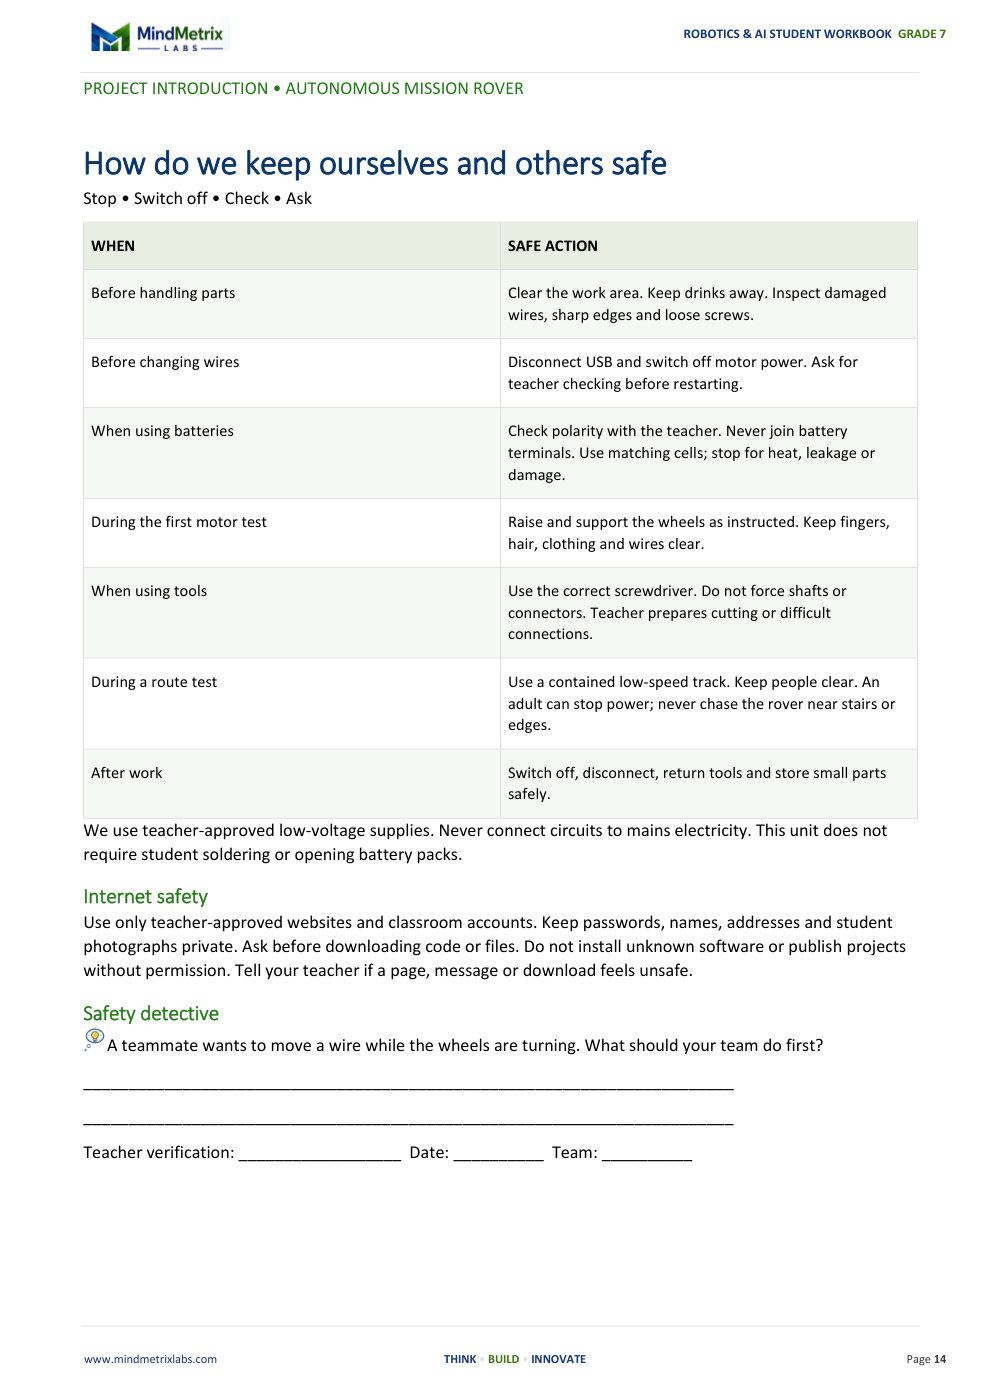 MindMetrix
LABS
ROBOTICS & AI STUDENT WORKBOOK GRADE 7
PROJECT INTRODUCTION • AUTONOMOUS MISSION ROVER
How do we keep ourselves and others safe
Stop • Switch off • Check • Ask
WHEN
SAFE ACTION
Before handling parts
Clear the work area. Keep drinks away. Inspect damaged
wires, sharp edges and loose screws.
Before changing wires
Disconnect USB and switch off motor power. Ask for
teacher checking before restarting.
When using batteries
Check polarity with the teacher. Never join battery
terminals. Use matching cells; stop for heat, leakage or
damage.
During the first motor test
Raise and support the wheels as instructed. Keep fingers,
hair, clothing and wires clear.
When using tools
Use the correct screwdriver. Do not force shafts or
connectors. Teacher prepares cutting or difficult
connections.
During a route test
Use a contained low-speed track. Keep people clear. An
adult can stop power; never chase the rover near stairs or
edges.
After work
Switch off, disconnect, return tools and store small parts
safely.
We use teacher-approved low-voltage supplies. Never connect circuits to mains electricity. This unit does not
require student soldering or opening battery packs.
Internet safety
Use only teacher-approved websites and classroom accounts. Keep passwords, names, addresses and student
photographs private. Ask before downloading code or files. Do not install unknown software or publish projects
without permission. Tell your teacher if a page, message or download feels unsafe.
Safety detective
A teammate wants to move a wire while the wheels are turning. What should your team do first?
Teacher verification: __________________ Date: __________ Team: __________
www.mindmetrixlabs.com
THINK • BUILD • INNOVATE
Page 14